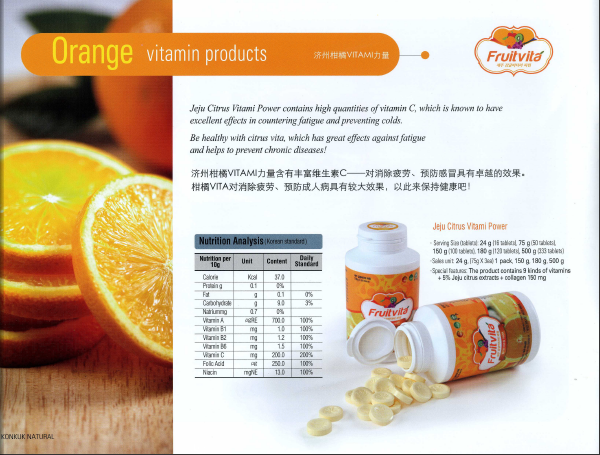 Orange vitamin products 济州柑橘VITAMI力量
Fruitvita
Jeju Citrus Vitami Power contains high quantities of vitamin C, which is known to have
excellent effects in countering fatigue and preventing colds.
Be healthy with citrus vita, which has great effects against fatigue
and helps to prevent chronic diseases!
济州柑橘VITAMI力量含有丰富维生素C——对消除疲劳、预防感冒具有卓越的效果。
柑橘VITA对消除疲劳、预防成人病具有较大效果，以此来保持健康吧!
Nutrition Analysis (Korean standard)
Nutrition per 10g Unit Content Daily Standard
Calorie Kcal 37.0
Protein g 0.1 0%
Fat g 0.1 0%
Carbohydrate g 9.0 3%
Natriummg 0.7 0%
Vitamin A 700.0 100%
Vitamin B1 mg 1.0 100%
Vitamin B2 mg 1.2 100%
Vitamin B6 mg 1.5 100%
Vitamin C mg 200.0 200%
Folic Acid 250.0 100%
Niacin mgNE 13.0 100%
Jeju Citrus Vitami Power
· Serving Size (tablets): 24 g (16 tablets), 75 g (50 tablets),
150 g (100 tablets), 180 g (120 tablets), 500 g (333 tablets)
·Sales unit: 24 g, (75g X 3ea) 1 pack, 150 g, 180 g, 500 g
·Special features: The product contains 9 kinds of vitamins
+ 5% Jeju citrus extracts + collagen 150 mg
Fruitvita
Fruitvita
KONKUK NATURAL